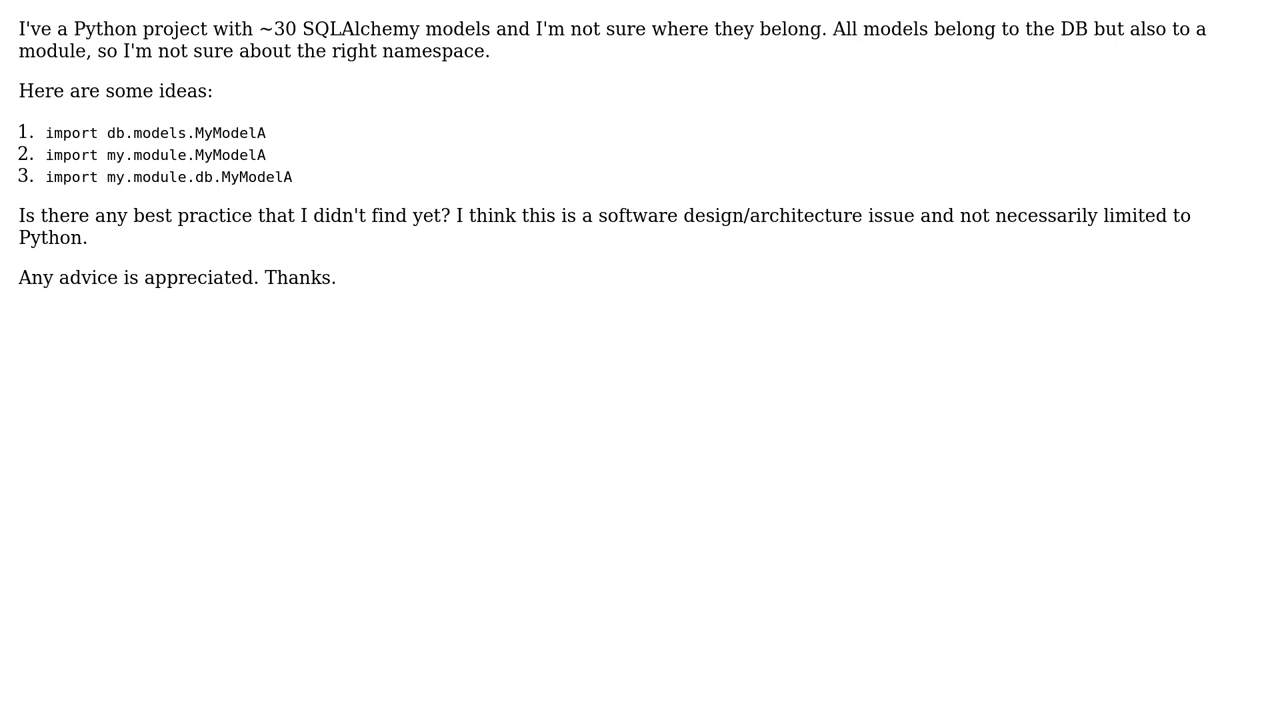 I've a Python project with ~30 SQLAlchemy models and I'm not sure where they belong. All models belong to the DB but also to a
module, so I'm not sure about the right namespace.
Here are some ideas:
1. import db.models.MyModelA
2. import my.module.MyModelA
3. import my.module.db.MyModelA
Is there any best practice that I didn't find yet? I think this is a software design/architecture issue and not necessarily limited to
Python.
Any advice is appreciated. Thanks.